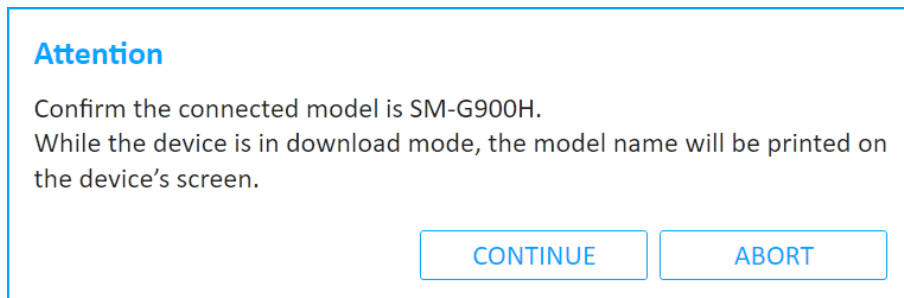 Attention
Confirm the connected model is SM-G900H.
While the device is in download mode, the model name will be printed on
the device’s screen.
CONTINUE
ABORT